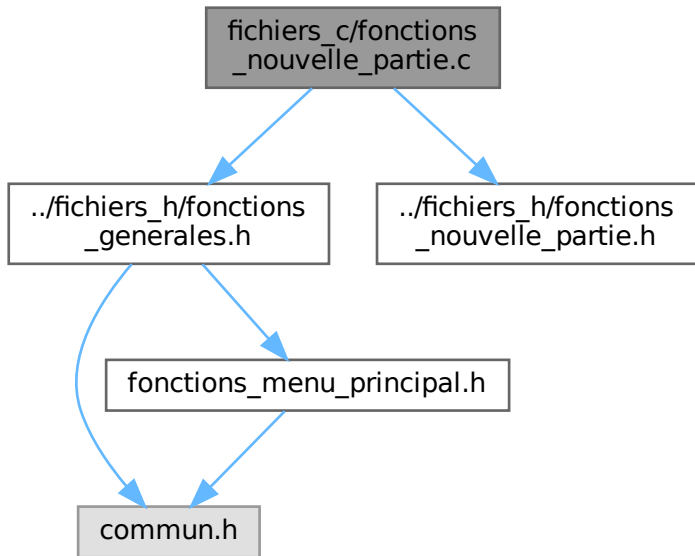 fichiers_c/fonctions
_nouvelle_partie.c
../fichiers_h/fonctions
_generales.h
../fichiers_h/fonctions
_nouvelle_partie.h
fonctions_menu_principal.h
commun.h